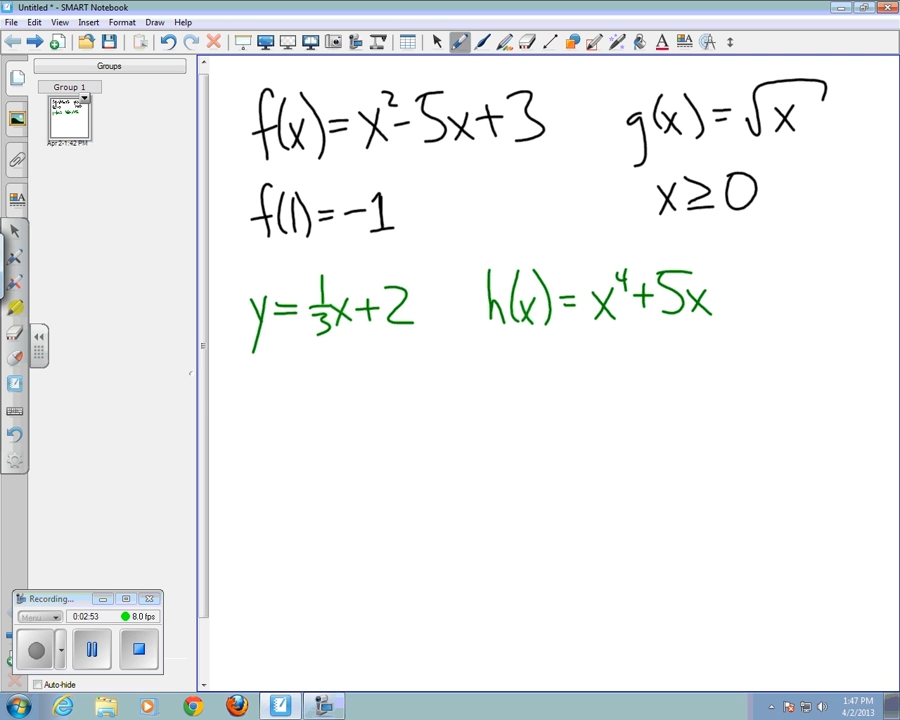 Untitled * - SMART Notebook
File Edit View Insert Format Draw Help
Groups
Group 1
Apr 2-1:42 PM
f(x) = x² - 5x + 3
g(x) = √x
f(1) = -1
x ≥ 0
y = 1/3 x + 2
h(x) = x⁴ + 5x
Recording...
Menu
0:02:53
8.0 fps
Auto-hide
1:47 PM
4/2/2013